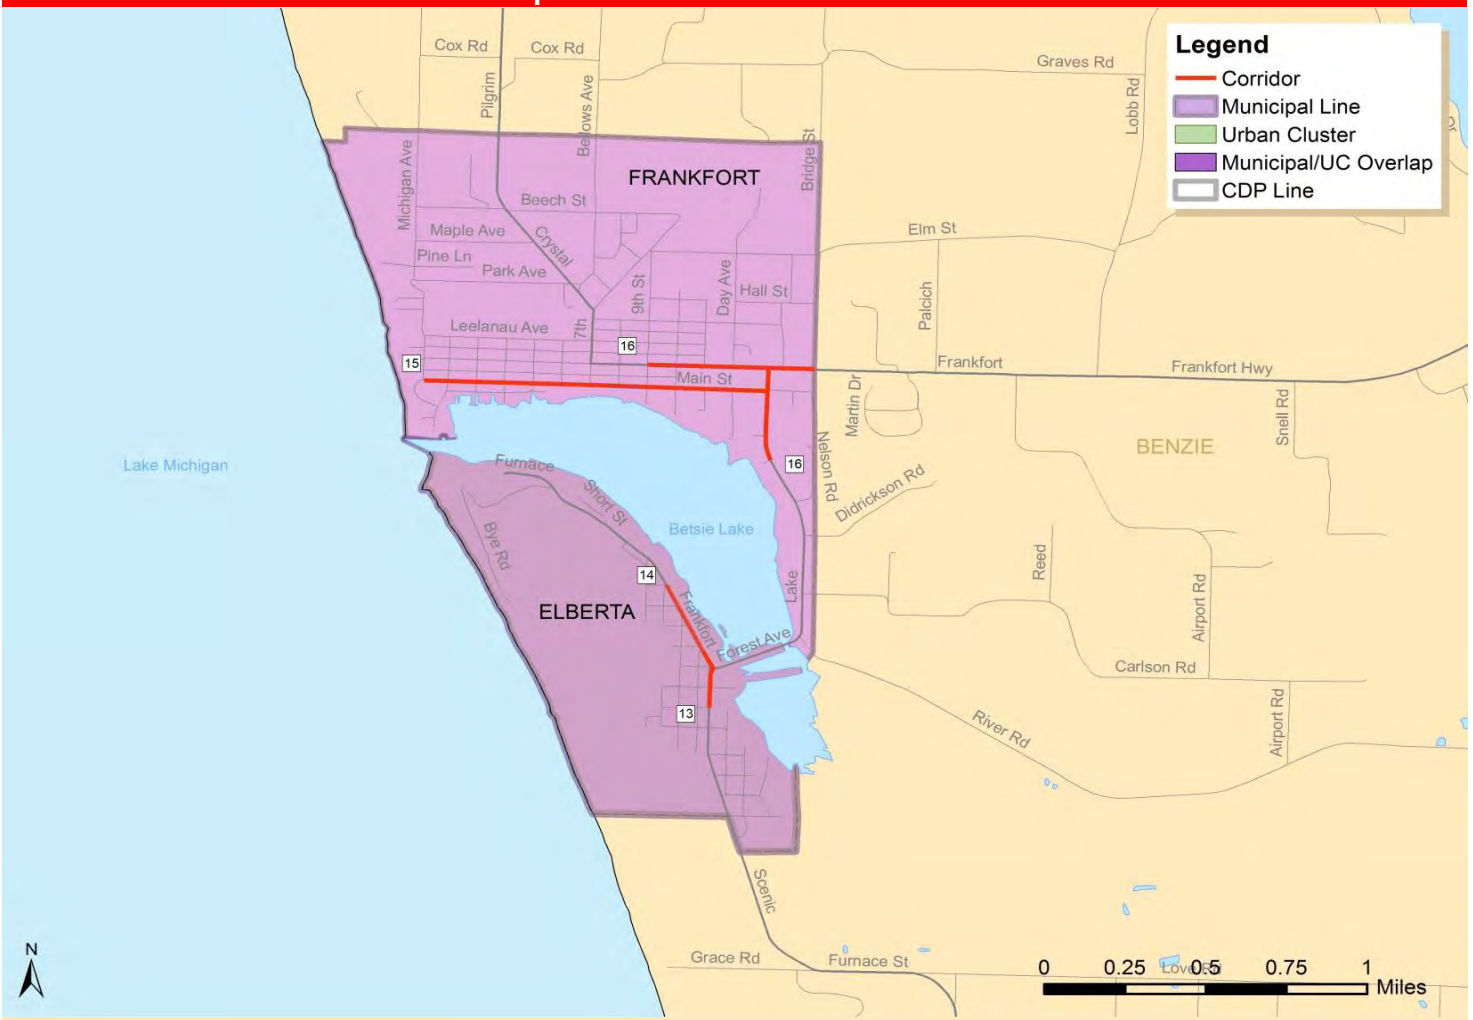 Cox Rd
Cox Rd
Pilgrim
Bellows Ave
Graves Rd
Lobb Rd
Legend
Corridor
Municipal Line
Urban Cluster
Municipal/UC Overlap
CDP Line
Michigan Ave
FRANKFORT
Bridge St
Beech St
Maple Ave
Crystal
Elm St
Pine Ln
Park Ave
9th St
Day Ave
Hall St
Palcich
Leelanau Ave
7th
16
15
Main St
Frankfort
Frankfort Hwy
Martin Dr
Snell Rd
Lake Michigan
Furnace
Short St
16
Nelson Rd
Didrickson Rd
BENZIE
Bye Rd
Betsie Lake
Reed
14
Lake
Airport Rd
ELBERTA
Frankfort
Forest Ave
Carlson Rd
13
River Rd
Airport Rd
Scenic
N
Grace Rd
Furnace St
Love Rd
0 0.25 0.5 0.75 1
Miles